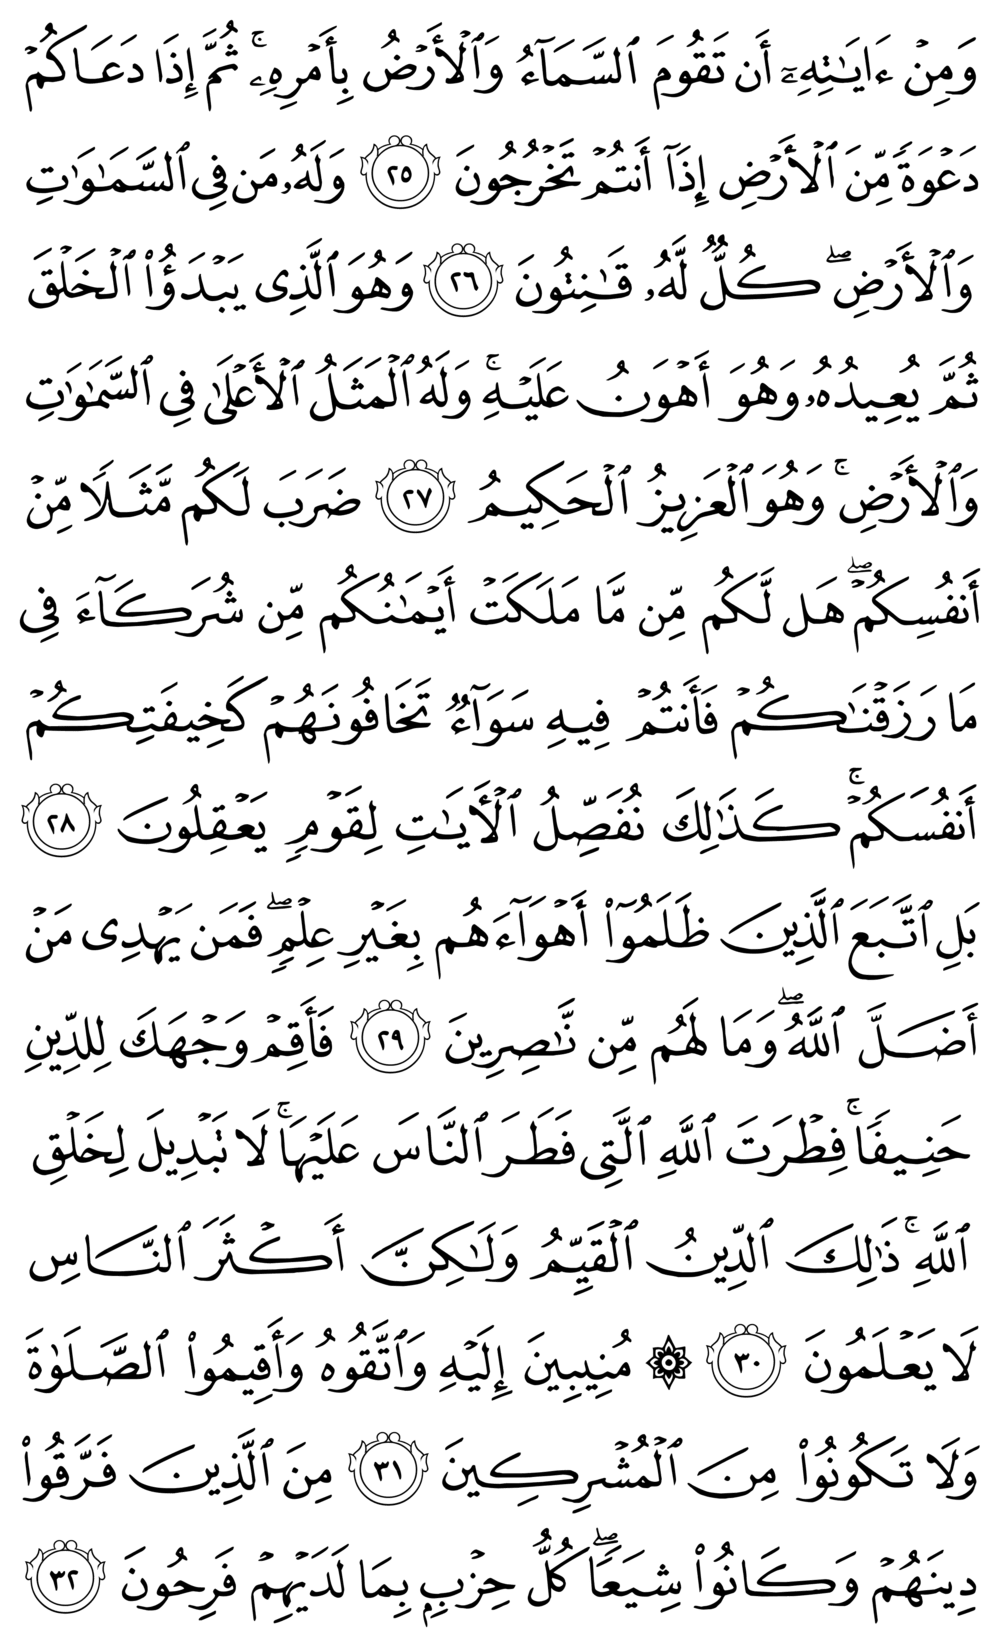 وَمِنۡ ءَايَٰتِهِۦٓ أَن تَقُومَ ٱلسَّمَآءُ وَٱلۡأَرۡضُ بِأَمۡرِهِۦۚ ثُمَّ إِذَا دَعَاكُمۡ
دَعۡوَةٗ مِّنَ ٱلۡأَرۡضِ إِذَآ أَنتُمۡ تَخۡرُجُونَ ٢٥ وَلَهُۥ مَن فِي ٱلسَّمَٰوَٰتِ
وَٱلۡأَرۡضِۖ كُلّٞ لَّهُۥ قَٰنِتُونَ ٢٦ وَهُوَ ٱلَّذِي يَبۡدَؤُاْ ٱلۡخَلۡقَ
ثُمَّ يُعِيدُهُۥ وَهُوَ أَهۡوَنُ عَلَيۡهِۚ وَلَهُ ٱلۡمَثَلُ ٱلۡأَعۡلَىٰ فِي ٱلسَّمَٰوَٰتِ
وَٱلۡأَرۡضِۚ وَهُوَ ٱلۡعَزِيزُ ٱلۡحَكِيمُ ٢٧ ضَرَبَ لَكُم مَّثَلٗا مِّنۡ
أَنفُسِكُمۡۖ هَل لَّكُم مِّن مَّا مَلَكَتۡ أَيۡمَٰنُكُم مِّن شُرَكَآءَ فِي
مَا رَزَقۡنَٰكُمۡ فَأَنتُمۡ فِيهِ سَوَآءٞ تَخَافُونَهُمۡ كَخِيفَتِكُمۡ
أَنفُسَكُمۡۚ كَذَٰلِكَ نُفَصِّلُ ٱلۡأٓيَٰتِ لِقَوۡمٖ يَعۡقِلُونَ ٢٨
بَلِ ٱتَّبَعَ ٱلَّذِينَ ظَلَمُوٓاْ أَهۡوَآءَهُم بِغَيۡرِ عِلۡمٖۖ فَمَن يَهۡدِي مَنۡ
أَضَلَّ ٱللَّهُۖ وَمَا لَهُم مِّن نَّٰصِرِينَ ٢٩ فَأَقِمۡ وَجۡهَكَ لِلدِّينِ
حَنِيفٗاۚ فِطۡرَتَ ٱللَّهِ ٱلَّتِي فَطَرَ ٱلنَّاسَ عَلَيۡهَاۚ لَا تَبۡدِيلَ لِخَلۡقِ
ٱللَّهِۚ ذَٰلِكَ ٱلدِّينُ ٱلۡقَيِّمُ وَلَٰكِنَّ أَكۡثَرَ ٱلنَّاسِ
لَا يَعۡلَمُونَ ٣٠ ۞ مُنِيبِينَ إِلَيۡهِ وَٱتَّقُوهُ وَأَقِيمُواْ ٱلصَّلَوٰةَ
وَلَا تَكُونُواْ مِنَ ٱلۡمُشۡرِكِينَ ٣١ مِنَ ٱلَّذِينَ فَرَّقُواْ
دِينَهُمۡ وَكَانُواْ شِيَعٗاۖ كُلُّ حِزۡبِۭ بِمَا لَدَيۡهِمۡ فَرِحُونَ ٣٢